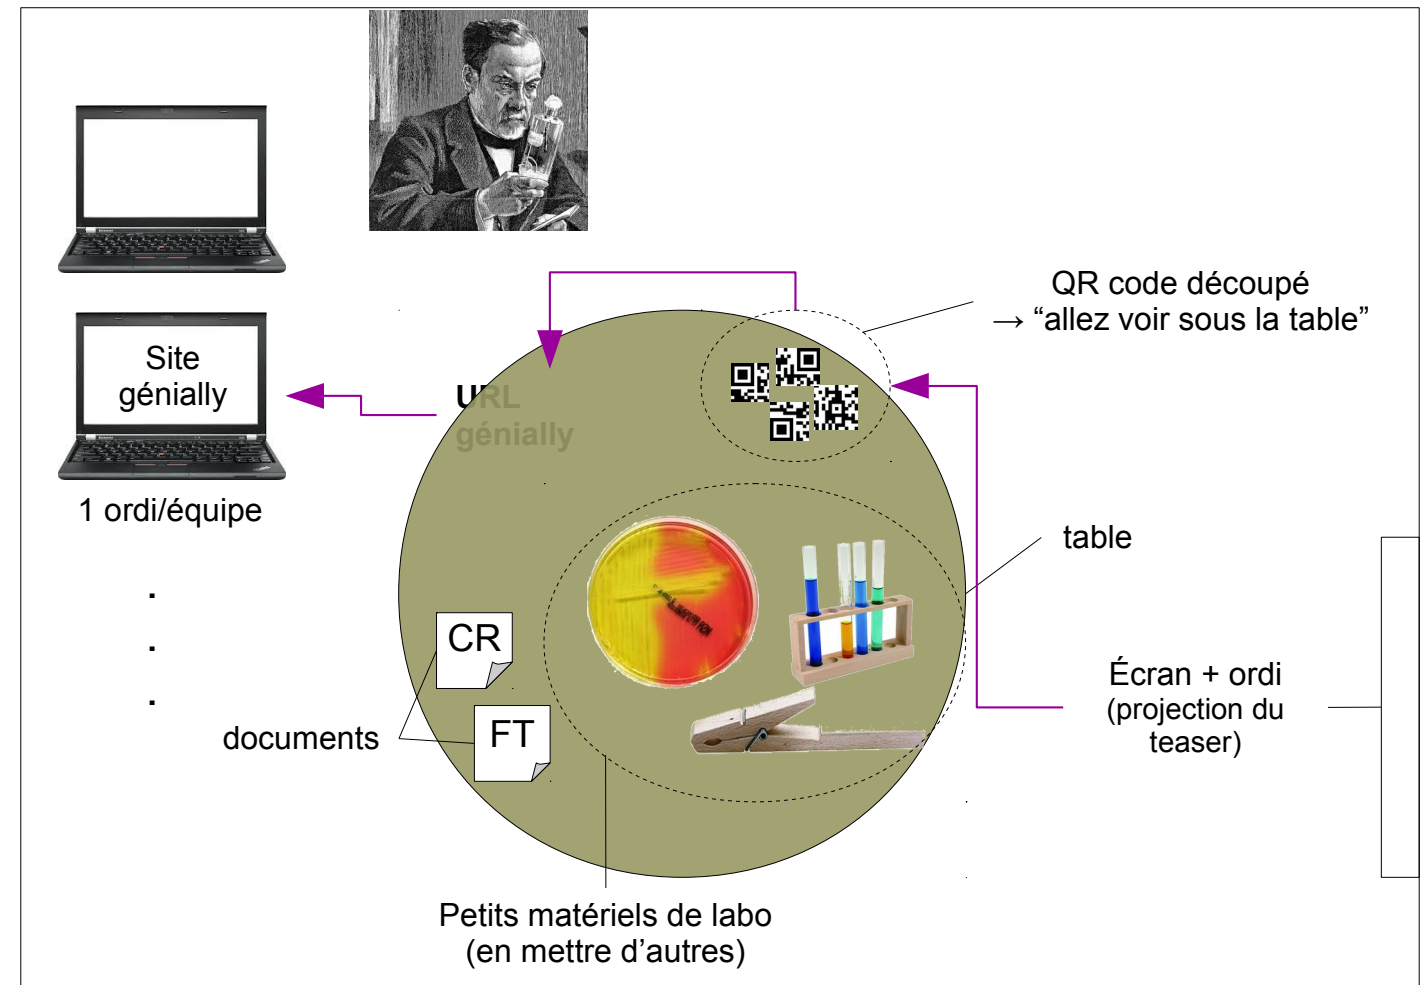 QR code découpé
→ “allez voir sous la table”
Site
génially
URL
génially
1 ordi/équipe
table
.
.
.
CR
FT
documents
Écran + ordi
(projection du
teaser)
Petits matériels de labo
(en mettre d’autres)